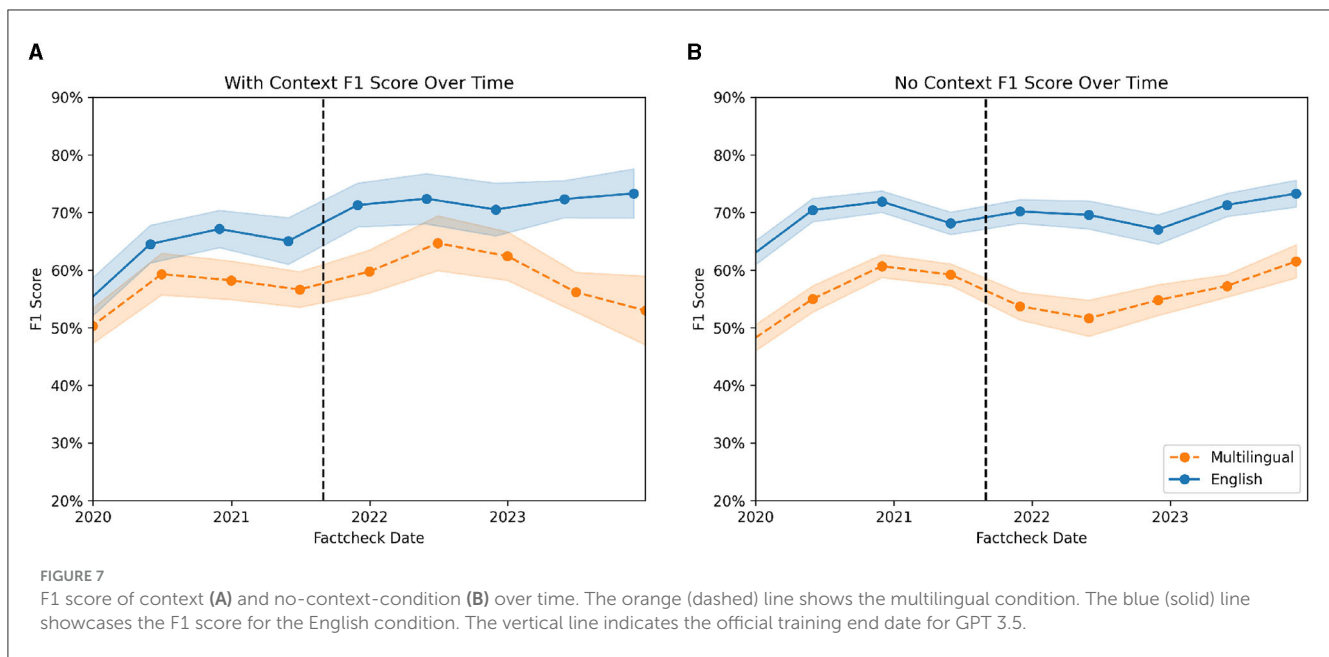 A
With Context F1 Score Over Time
90%
80%
70%
60%
50%
40%
30%
20%
F1 Score
2020 2021 2022 2023
Factcheck Date
B
No Context F1 Score Over Time
90%
80%
70%
60%
50%
40%
30%
20%
F1 Score
Multilingual
English
2020 2021 2022 2023
Factcheck Date
FIGURE 7
F1 score of context (A) and no-context-condition (B) over time. The orange (dashed) line shows the multilingual condition. The blue (solid) line
showcases the F1 score for the English condition. The vertical line indicates the official training end date for GPT 3.5.